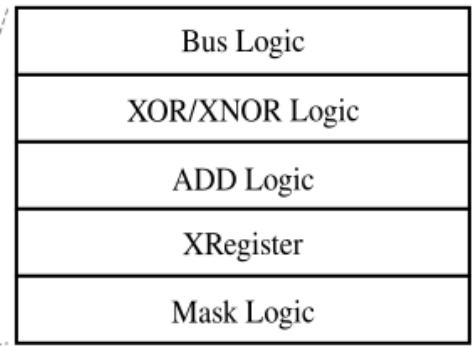 Bus Logic
XOR/XNOR Logic
ADD Logic
XRegister
Mask Logic